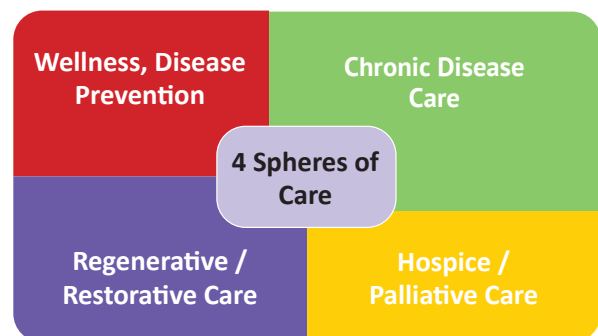 Wellness, Disease
Prevention
Chronic Disease
Care
4 Spheres of
Care
Regenerative /
Restorative Care
Hospice /
Palliative Care